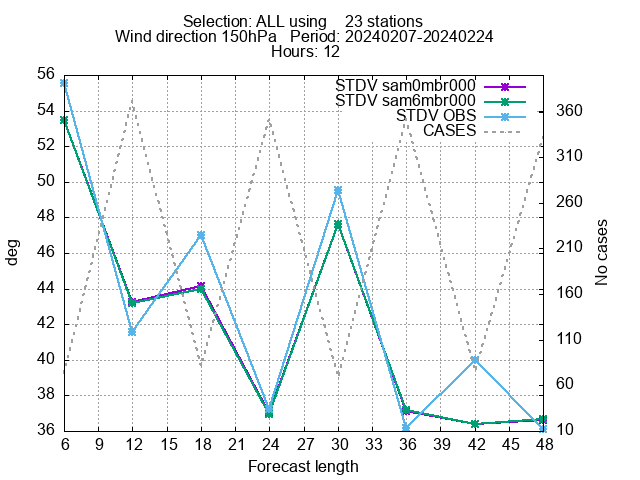 Selection: ALL using    23 stations
Wind direction 150hPa   Period: 20240207-20240224
Hours: 12
STDV sam0mbr000
STDV sam6mbr000
STDV OBS
CASES
56
54
52
50
48
46
44
42
40
38
36
deg
360
310
260
210
160
110
60
10
No cases
6 9 12 15 18 21 24 27 30 33 36 39 42 45 48
Forecast length